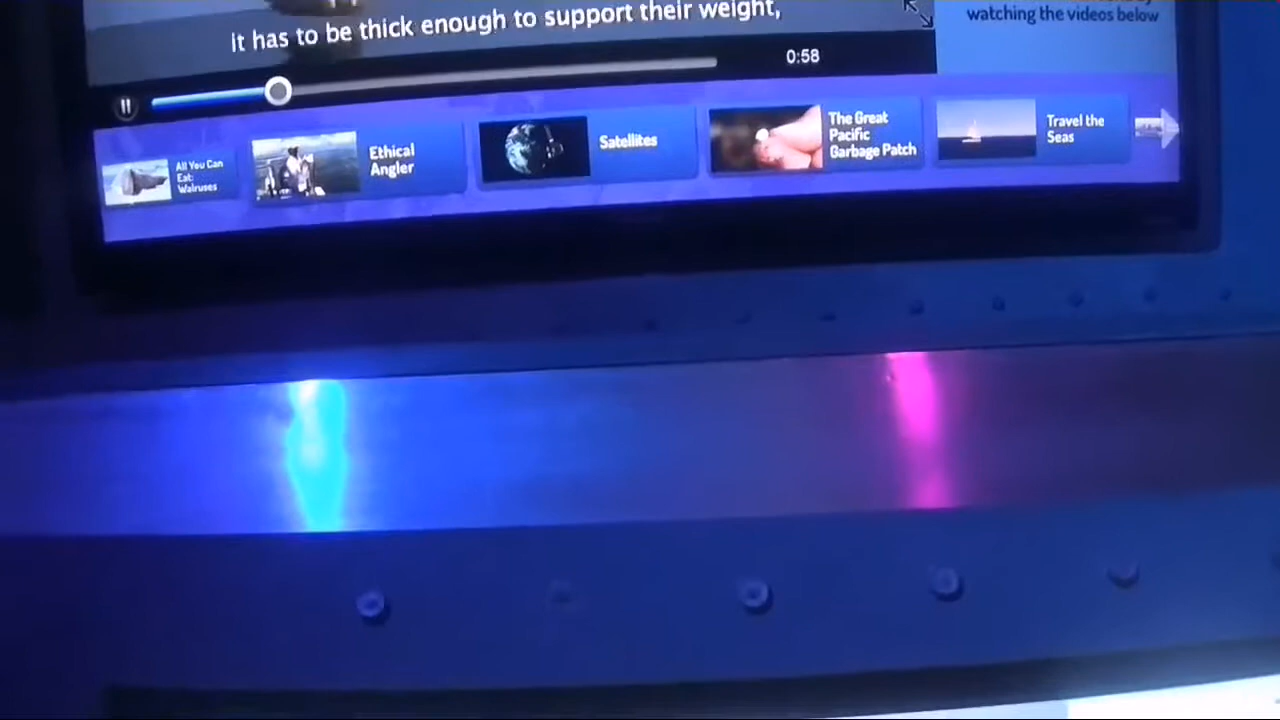 it has to be thick enough to support their weight,
watching the videos below
0:58
All You Can
Eat:
Walruses
Ethical
Angler
Satellites
The Great
Pacific
Garbage Patch
Travel the
Seas